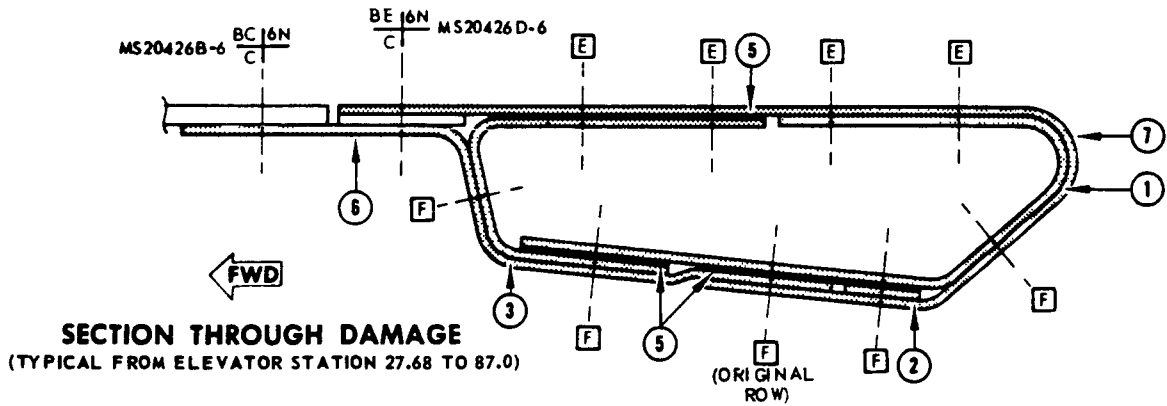 MS20426B-6 BC 6N
C
BE 6N MS20426D-6
C
E
E
5
E
E
7
1
6
F
FWD
3
F
5
F
(ORIGINAL
ROW)
F
2
F
SECTION THROUGH DAMAGE
(TYPICAL FROM ELEVATOR STATION 27.68 TO 87.0)